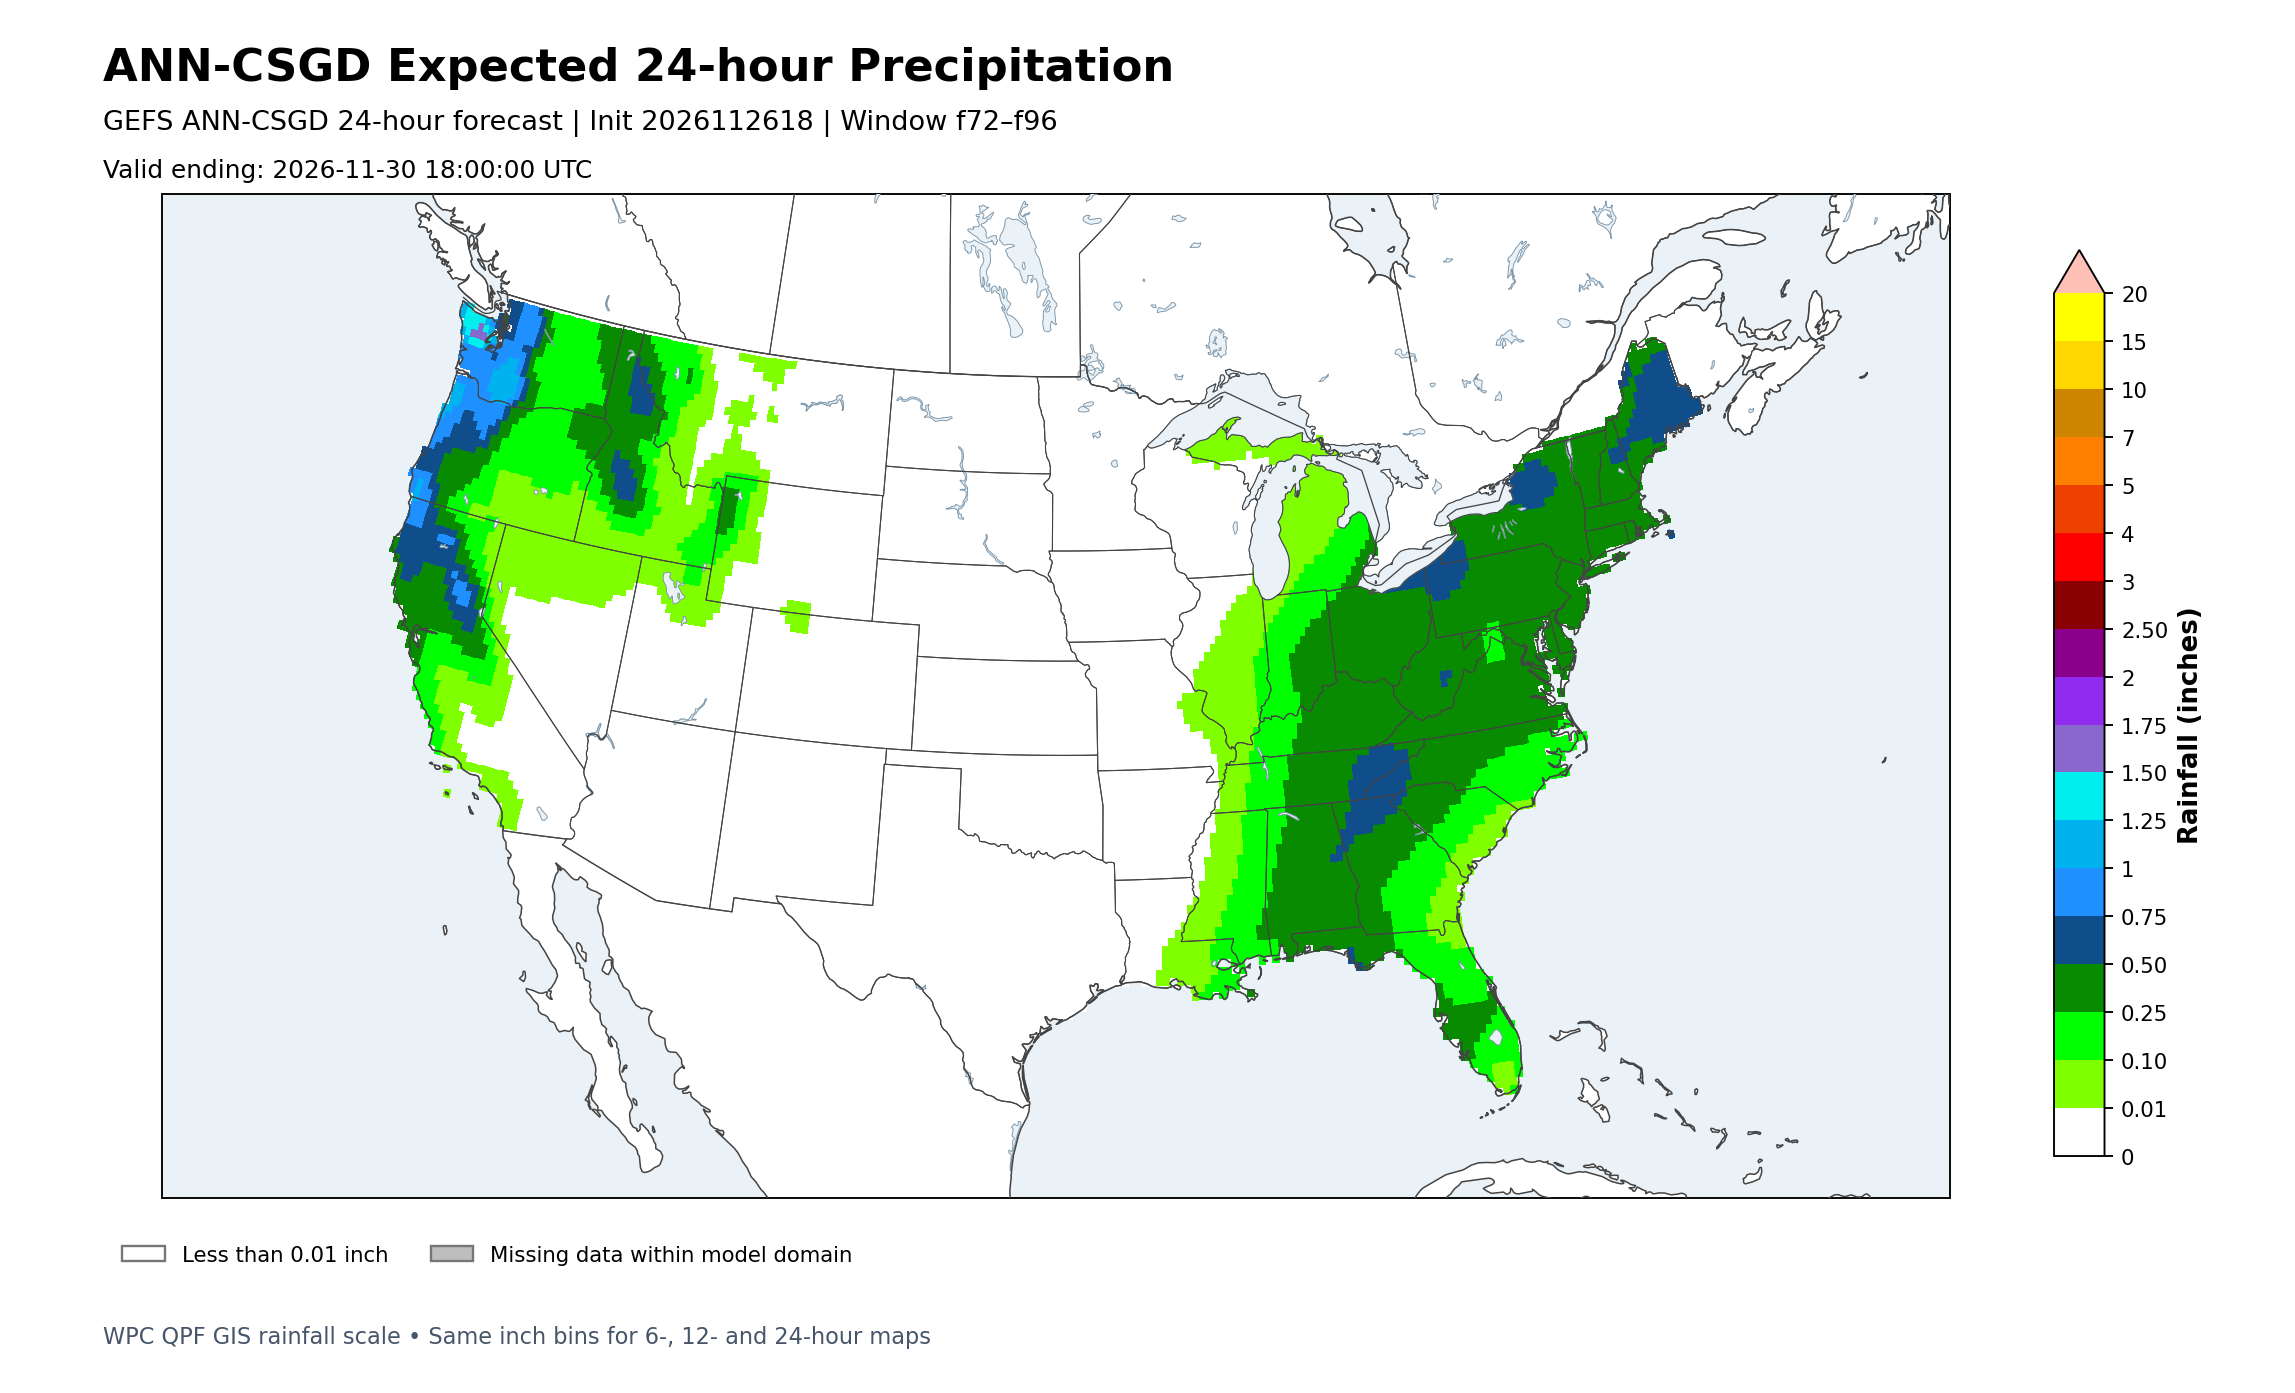 ANN-CSGD Expected 24-hour Precipitation
GEFS ANN-CSGD 24-hour forecast | Init 2026112618 | Window f72–f96
Valid ending: 2026-11-30 18:00:00 UTC
20
15
10
7
5
4
3
2.50
2
1.75
1.50
1.25
1
0.75
0.50
0.25
0.10
0.01
0
Rainfall (inches)
Less than 0.01 inch
Missing data within model domain
WPC QPF GIS rainfall scale • Same inch bins for 6-, 12- and 24-hour maps